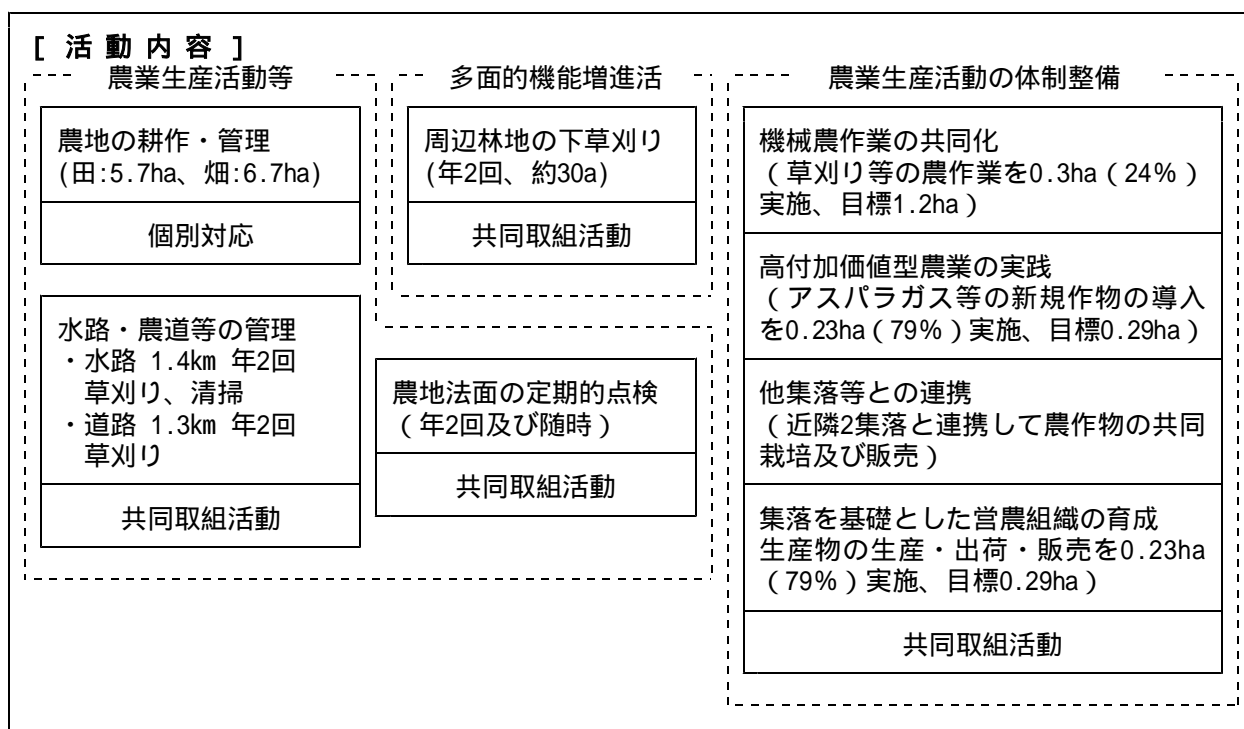 [ 活 動 内 容 ]
農業生産活動等
農地の耕作・管理
(田:5.7ha、畑:6.7ha)
個別対応
水路・農道等の管理
・水路 1.4km 年2回
草刈り、清掃
・道路 1.3km 年2回
草刈り
共同取組活動
農地法面の定期的点検
（年2回及び随時）
共同取組活動
多面的機能増進活
周辺林地の下草刈り
(年2回、約30a)
共同取組活動
農業生産活動の体制整備
機械農作業の共同化
（草刈り等の農作業を0.3ha（24%）
実施、目標1.2ha）
高付加価値型農業の実践
（アスパラガス等の新規作物の導入
を0.23ha（79%）実施、目標0.29ha）
他集落等との連携
（近隣2集落と連携して農作物の共同
栽培及び販売）
集落を基礎とした営農組織の育成
生産物の生産・出荷・販売を0.23ha
（79%）実施、目標0.29ha）
共同取組活動